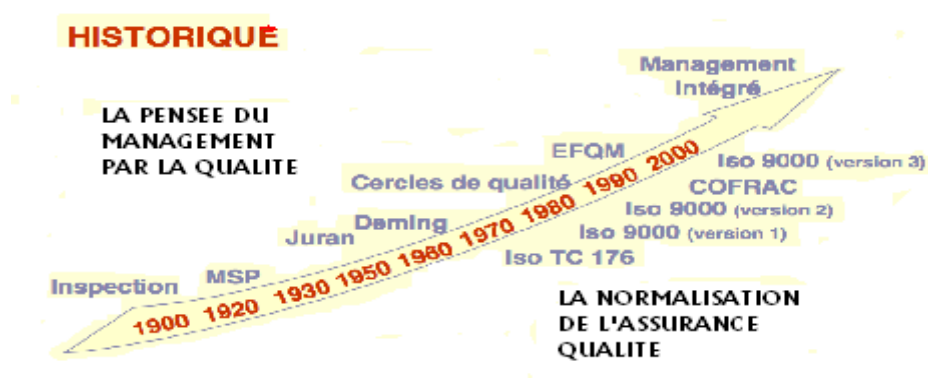 HISTORIQUE
Management
Intégré
LA PENSEE DU
MANAGEMENT
PAR LA QUALITE
EFQM
Cercles de qualité
Deming
Juran
MSP
Inspection
1900 1920 1930 1950 1960 1970 1980 1990 2000
Iso 9000 (version 3)
COFRAC
Iso 9000 (version 2)
Iso 9000 (version 1)
Iso TC 176
LA NORMALISATION
DE L'ASSURANCE
QUALITE